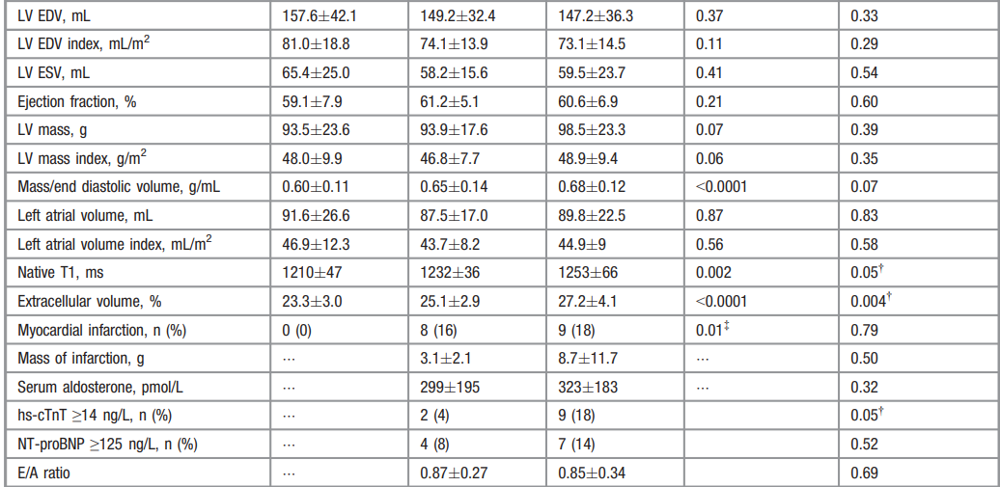 LV EDV, mL 157.6±42.1 149.2±32.4 147.2±36.3 0.37 0.33
LV EDV index, mL/m² 81.0±18.8 74.1±13.9 73.1±14.5 0.11 0.29
LV ESV, mL 65.4±25.0 58.2±15.6 59.5±23.7 0.41 0.54
Ejection fraction, % 59.1±7.9 61.2±5.1 60.6±6.9 0.21 0.60
LV mass, g 93.5±23.6 93.9±17.6 98.5±23.3 0.07 0.39
LV mass index, g/m² 48.0±9.9 46.8±7.7 48.9±9.4 0.06 0.35
Mass/end diastolic volume, g/mL 0.60±0.11 0.65±0.14 0.68±0.12 <0.0001 0.07
Left atrial volume, mL 91.6±26.6 87.5±17.0 89.8±22.5 0.87 0.83
Left atrial volume index, mL/m² 46.9±12.3 43.7±8.2 44.9±9 0.56 0.58
Native T1, ms 1210±47 1232±36 1253±66 0.002 0.05†
Extracellular volume, % 23.3±3.0 25.1±2.9 27.2±4.1 <0.0001 0.004†
Myocardial infarction, n (%) 0 (0) 8 (16) 9 (18) 0.01‡ 0.79
Mass of infarction, g ⋯ 3.1±2.1 8.7±11.7 ⋯ 0.50
Serum aldosterone, pmol/L ⋯ 299±195 323±183 ⋯ 0.32
hs-cTnT ≥14 ng/L, n (%) ⋯ 2 (4) 9 (18) 0.05†
NT-proBNP ≥125 ng/L, n (%) ⋯ 4 (8) 7 (14) 0.52
E/A ratio ⋯ 0.87±0.27 0.85±0.34 0.69